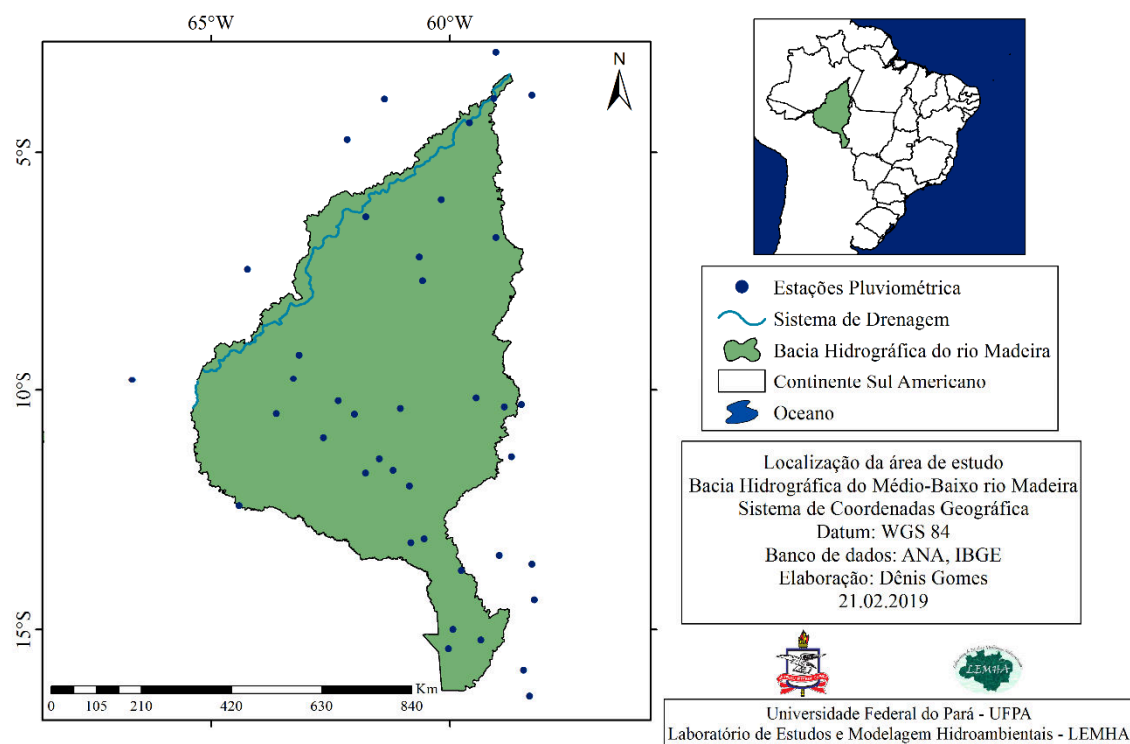 65°W
60°W
N
5°S
10°S
15°S
Km
0 105 210 420 630 840
Estações Pluviométrica
Sistema de Drenagem
Bacia Hidrográfica do rio Madeira
Continente Sul Americano
Oceano
Localização da área de estudo
Bacia Hidrográfica do Médio-Baixo rio Madeira
Sistema de Coordenadas Geográfica
Datum: WGS 84
Banco de dados: ANA, IBGE
Elaboração: Dênis Gomes
21.02.2019
LEMHA
Universidade Federal do Pará - UFPA
Laboratório de Estudos e Modelagem Hidroambientais - LEMHA